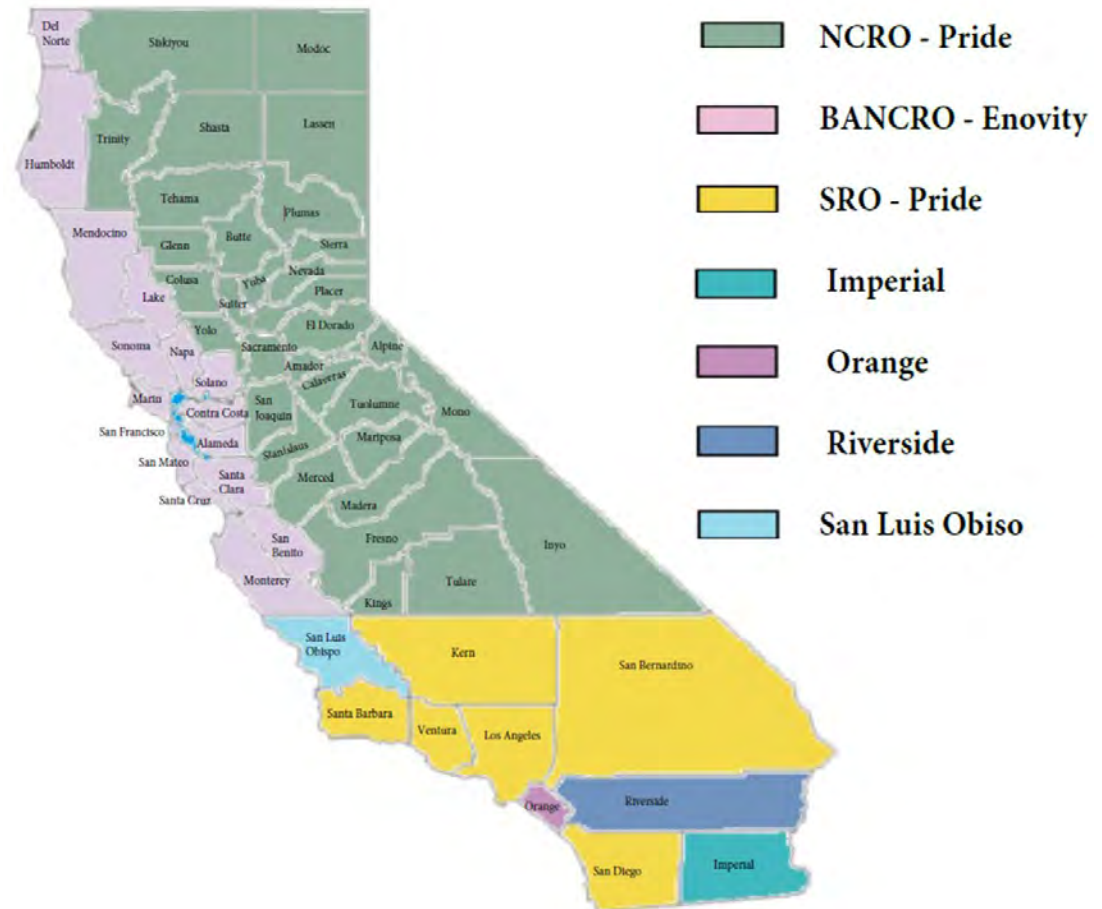 Del
Norte
Siskiyou
Modoc
Humboldt
Trinity
Shasta
Lassen
Tehama
Plumas
Mendocino
Glenn
Butte
Sierra
Colusa
Lake
Sutter
Yuba
Nevada
Placer
Yolo
El Dorado
Sonoma
Napa
Sacramento
Alpine
Amador
Solano
Calaveras
Marin
Contra Costa
San
Joaquin
Tuolumne
Mono
San Francisco
Alameda
Stanislaus
Mariposa
San Mateo
Santa
Clara
Merced
Santa Cruz
Madera
San
Benito
Fresno
Inyo
Monterey
Tulare
Kings
San Luis
Obispo
Kern
San Bernardino
Santa Barbara
Ventura
Los Angeles
Orange
Riverside
San Diego
Imperial
NCRO - Pride
BANCRO - Enovity
SRO - Pride
Imperial
Orange
Riverside
San Luis Obiso